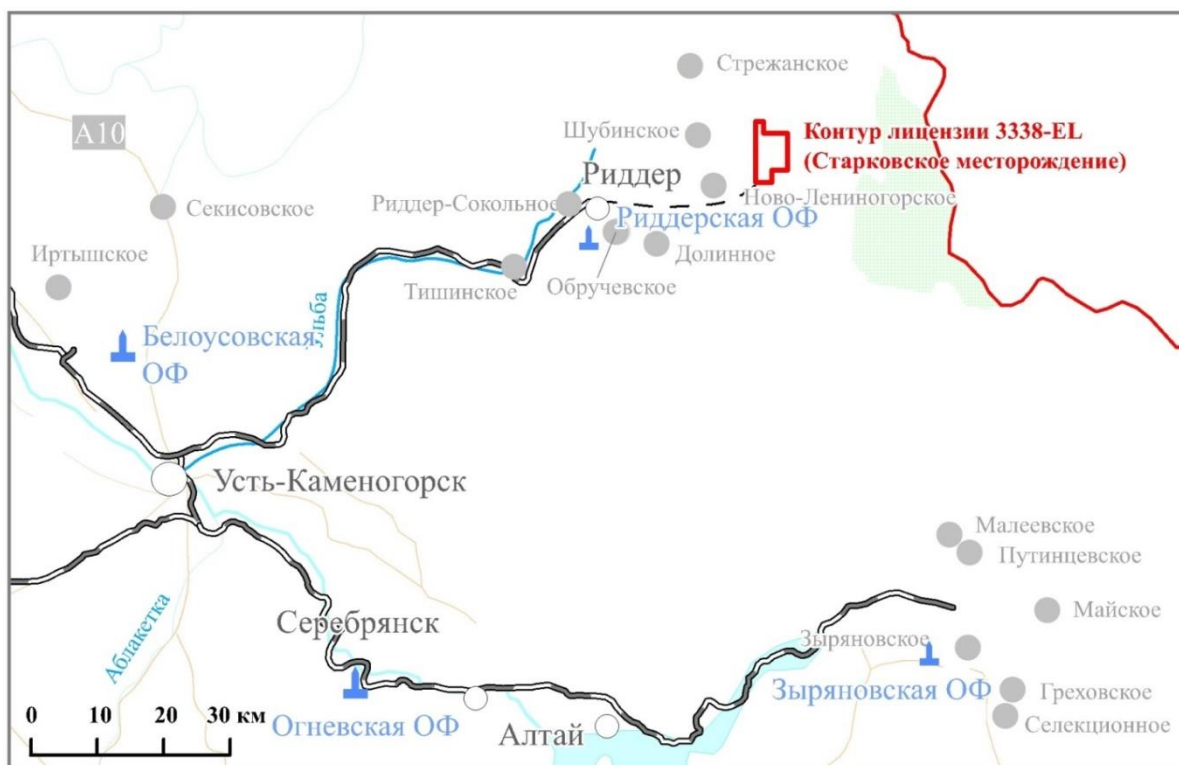 Стрежанское
А10
Шубинское
Контур лицензии 3338-EL
(Старковское месторождение)
Риддер
Ново-Лениногорское
Секисовское
Риддер-Сокольное
Риддерская ОФ
Долинное
Иртышское
Тишинское
Обручевское
Ульба
Белоусовская
ОФ
Усть-Каменогорск
Малеевское
Путинцевское
Аблакетка
Серебрянск
Майское
Зыряновское
Зыряновская ОФ
Греховское
Огневская ОФ
Селекционное
Алтай
0 10 20 30 км